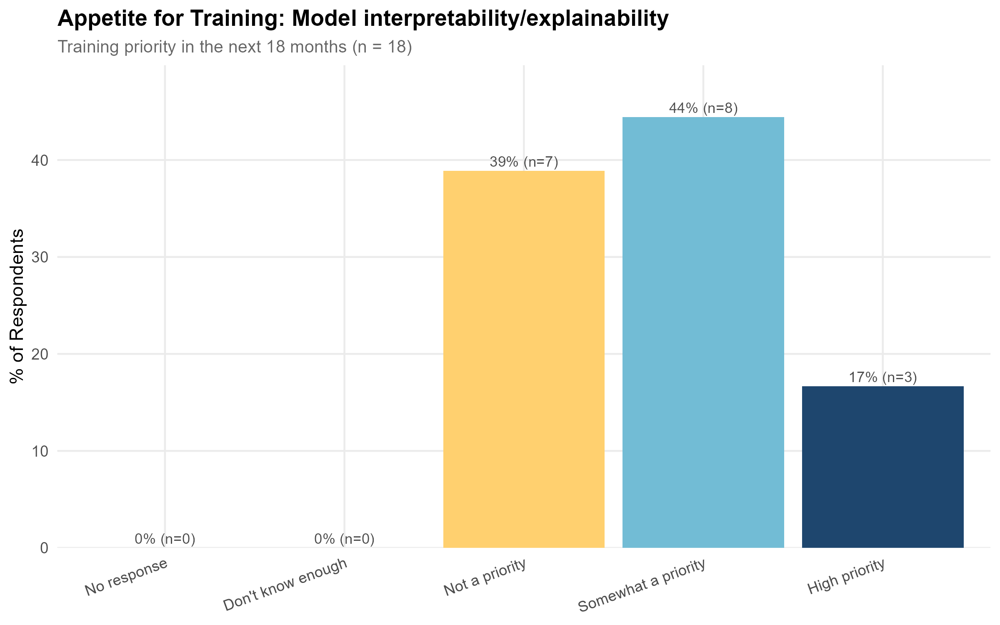 Appetite for Training: Model interpretability/explainability
Training priority in the next 18 months (n = 18)
% of Respondents
40
30
20
10
0
0% (n=0)
0% (n=0)
39% (n=7)
44% (n=8)
17% (n=3)
No response
Don't know enough
Not a priority
Somewhat a priority
High priority